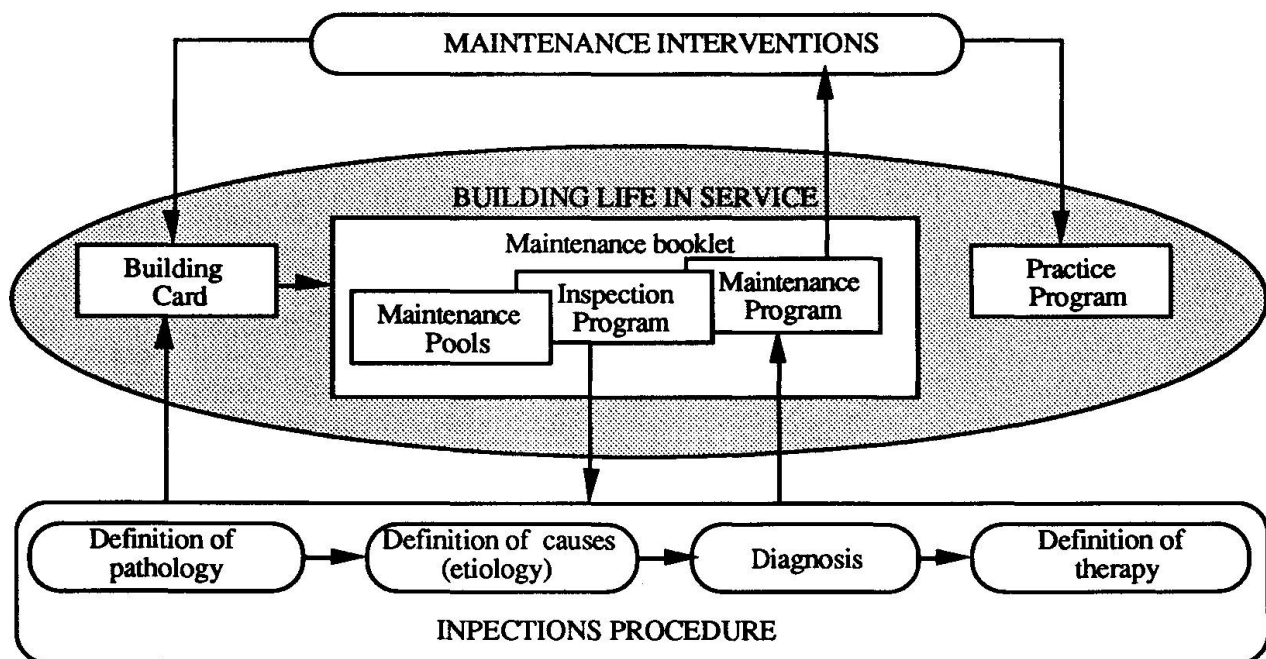 MAINTENANCE INTERVENTIONS
BUILDING LIFE IN SERVICE
Building
Card
Maintenance booklet
Maintenance
Pools
Inspection
Program
Maintenance
Program
Practice
Program
Definition of
pathology
Definition of causes
(etiology)
Diagnosis
Definition of
therapy
INPECTIONS PROCEDURE